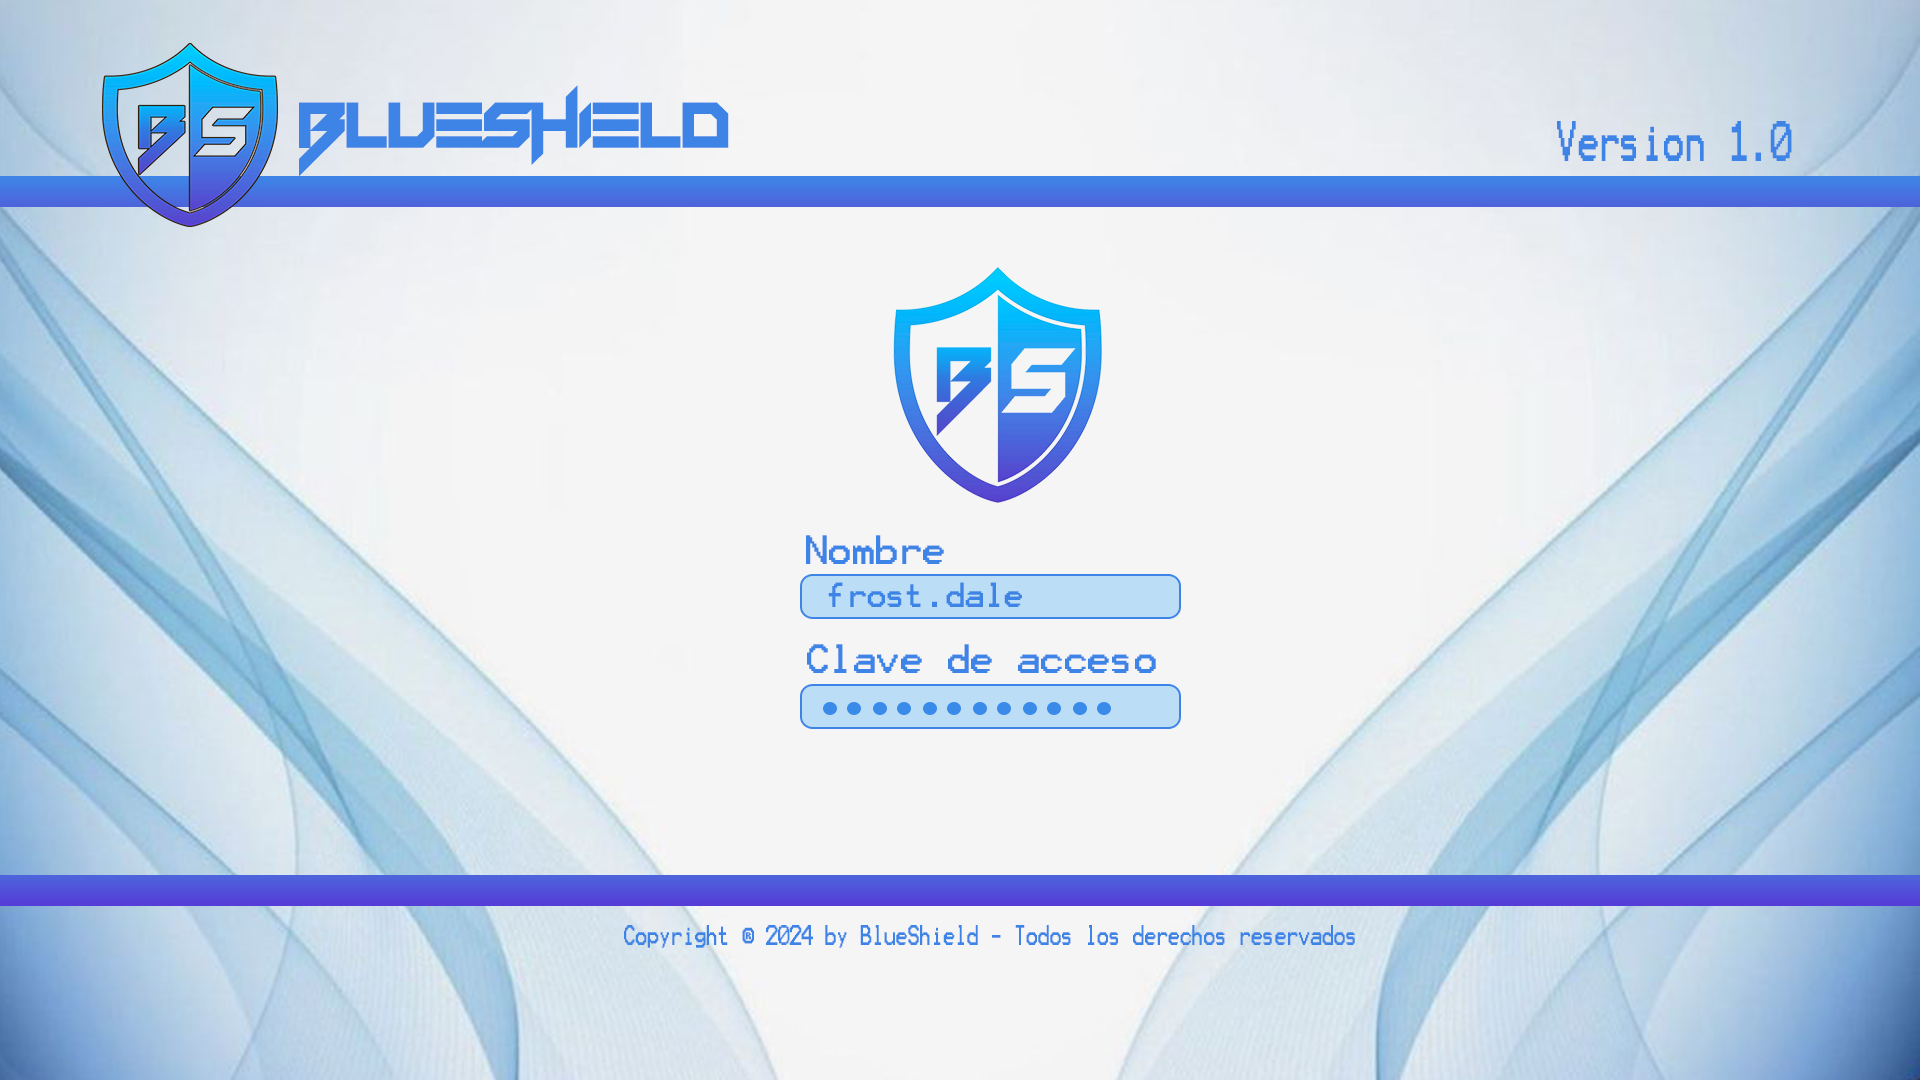 BS
BLUESHIELD
Version 1.0
BS
Nombre
frost.dale
Clave de acceso
Copyright ® 2024 by BlueShield - Todos los derechos reservados